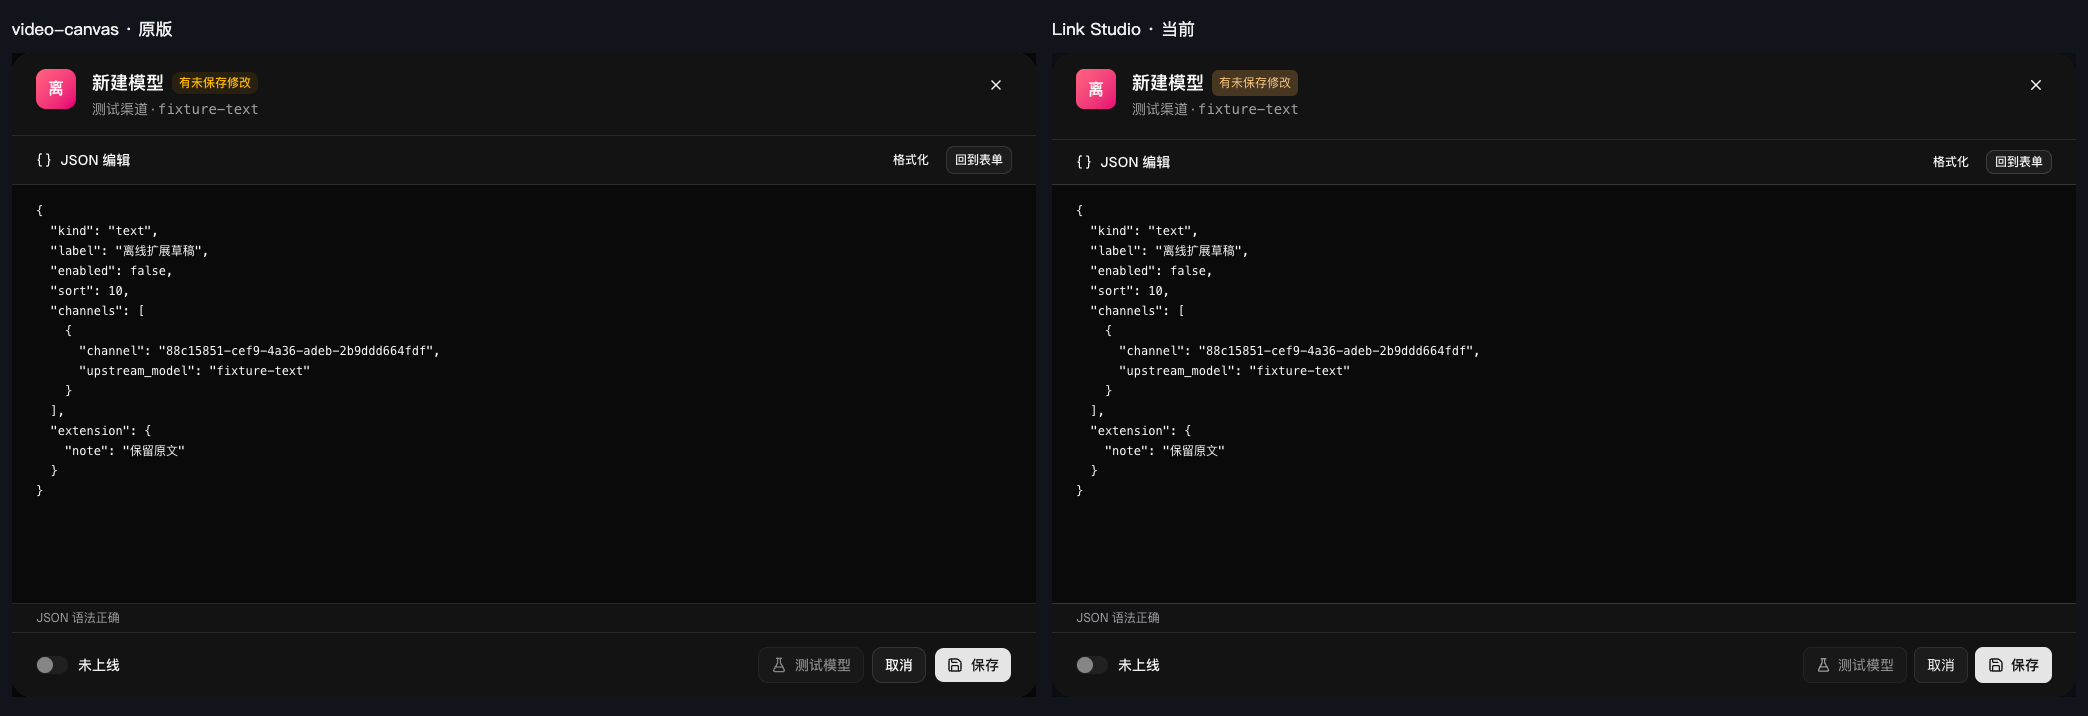 video-canvas · 原版
离
新建模型 有未保存修改
测试渠道 · fixture-text
{} JSON 编辑 格式化 回到表单
{
  "kind": "text",
  "label": "离线扩展草稿",
  "enabled": false,
  "sort": 10,
  "channels": [
    {
      "channel": "88c15851-cef9-4a36-adeb-2b9ddd664fdf",
      "upstream_model": "fixture-text"
    }
  ],
  "extension": {
    "note": "保留原文"
  }
}
JSON 语法正确
未上线 测试模型 取消 保存
Link Studio · 当前
离
新建模型 有未保存修改
测试渠道 · fixture-text
{} JSON 编辑 格式化 回到表单
{
  "kind": "text",
  "label": "离线扩展草稿",
  "enabled": false,
  "sort": 10,
  "channels": [
    {
      "channel": "88c15851-cef9-4a36-adeb-2b9ddd664fdf",
      "upstream_model": "fixture-text"
    }
  ],
  "extension": {
    "note": "保留原文"
  }
}
JSON 语法正确
未上线 测试模型 取消 保存